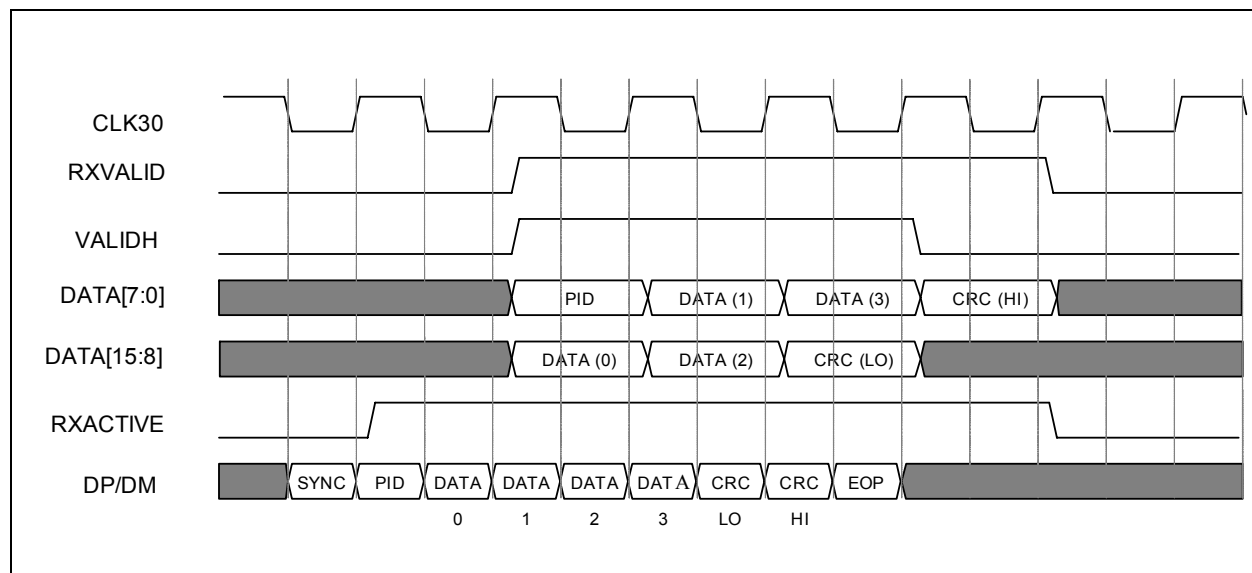 CLK30
RXVALID
VALIDH
DATA[7:0] PID DATA (1) DATA (3) CRC (HI)
DATA[15:8] DATA (0) DATA (2) CRC (LO)
RXACTIVE
DP/DM SYNC PID DATA DATA DATA DATA CRC CRC EOP
0 1 2 3 LO HI